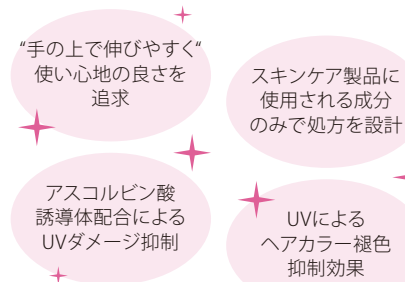 “手の上で伸びやすく“
使い心地の良さを
追求
スキンケア製品に
使用される成分
のみで処方を設計
アスコルビン酸
誘導体配合による
UVダメージ抑制
UVによる
ヘアカラー褪色
抑制効果